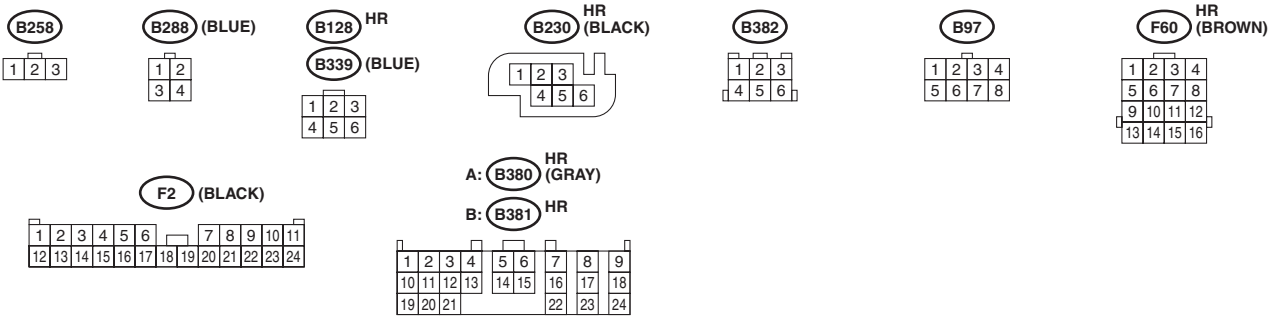 B258
1 2 3
B288 (BLUE)
1 2
3 4
B128 HR
B339 (BLUE)
1 2 3
4 5 6
B230 HR (BLACK)
1 2 3
4 5 6
B382
1 2 3
4 5 6
B97
1 2 3 4
5 6 7 8
F60 HR (BROWN)
1 2 3 4
5 6 7 8
9 10 11 12
13 14 15 16
F2 (BLACK)
1 2 3 4 5 6 7 8 9 10 11
12 13 14 15 16 17 18 19 20 21 22 23 24
A: B380 HR (GRAY)
B: B381 HR
1 2 3 4 5 6 7 8 9
10 11 12 13 14 15 16 17 18
19 20 21 22 23 24